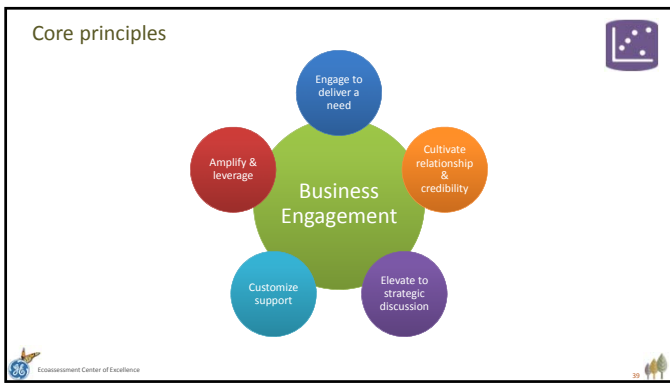 Core principles
Engage to
deliver a
need
Cultivate
relationship
&
credibility
Elevate to
strategic
discussion
Customize
support
Amplify &
leverage
Business
Engagement
Ecoassessment Center of Excellence
39